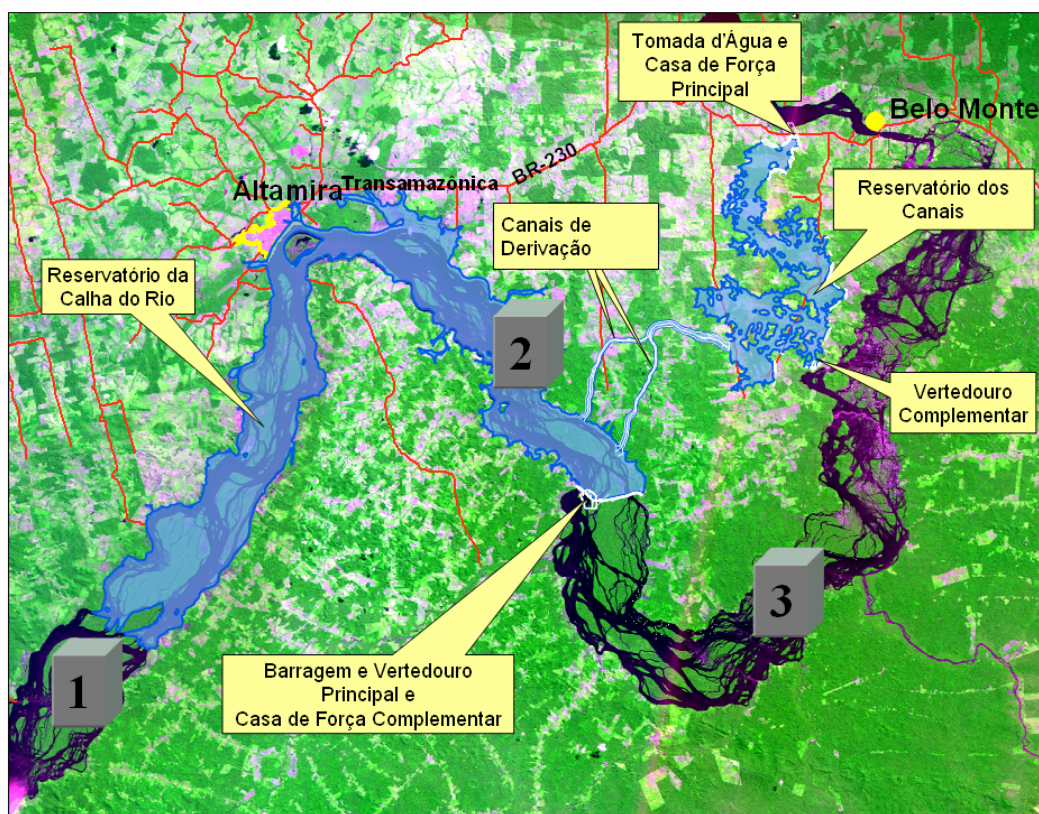 Tomada d'Água e
Casa de Força
Principal
Belo Monte
BR-230
Altamira
Transamazônica
Reservatório dos
Canais
Canais de
Derivação
Reservatório da
Calha do Rio
2
Vertedouro
Complementar
3
1
Barragem e Vertedouro
Principal e
Casa de Força Complementar